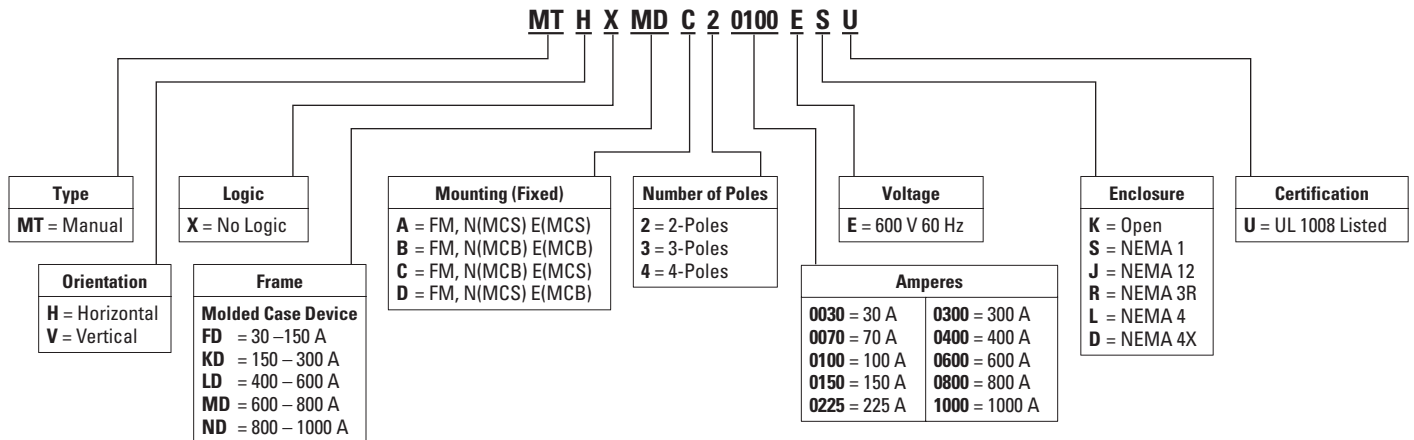 MT H X MD C 2 0100 E S U
Type
MT = Manual
Orientation
H = Horizontal
V = Vertical
Logic
X = No Logic
Frame
Molded Case Device
FD = 30 –150 A
KD = 150 – 300 A
LD = 400 – 600 A
MD = 600 – 800 A
ND = 800 – 1000 A
Mounting (Fixed)
A = FM, N(MCS) E(MCS)
B = FM, N(MCB) E(MCB)
C = FM, N(MCB) E(MCS)
D = FM, N(MCS) E(MCB)
Number of Poles
2 = 2-Poles
3 = 3-Poles
4 = 4-Poles
Amperes
0030 = 30 A
0070 = 70 A
0100 = 100 A
0150 = 150 A
0225 = 225 A
0300 = 300 A
0400 = 400 A
0600 = 600 A
0800 = 800 A
1000 = 1000 A
Voltage
E = 600 V 60 Hz
Enclosure
K = Open
S = NEMA 1
J = NEMA 12
R = NEMA 3R
L = NEMA 4
D = NEMA 4X
Certification
U = UL 1008 Listed